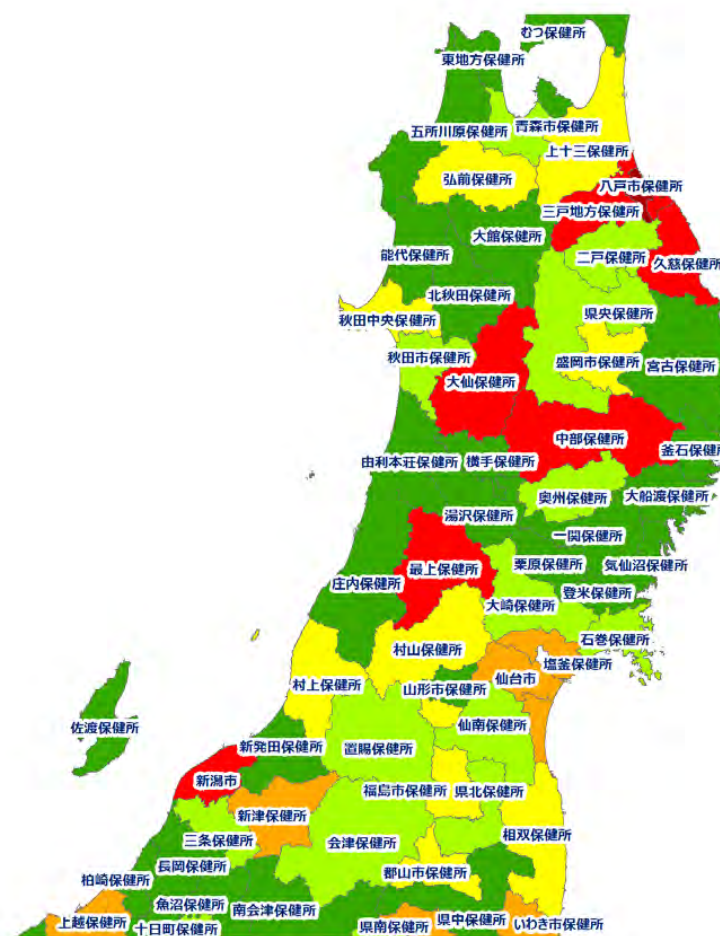 むつ保健所
東地方保健所
五所川原保健所
青森市保健所
上十三保健所
弘前保健所
八戸市保健所
三戸地方保健所
大館保健所
能代保健所
二戸保健所
久慈保健所
北秋田保健所
秋田中央保健所
県央保健所
秋田市保健所
盛岡市保健所
宮古保健所
大仙保健所
中部保健所
釜石保健所
由利本荘保健所
横手保健所
奥州保健所
大船渡保健所
湯沢保健所
一関保健所
最上保健所
栗原保健所
気仙沼保健所
庄内保健所
登米保健所
大崎保健所
石巻保健所
村山保健所
塩釜保健所
仙台市
村上保健所
山形市保健所
佐渡保健所
仙南保健所
新発田保健所
置賜保健所
新潟市
福島市保健所
県北保健所
新津保健所
相双保健所
三条保健所
会津保健所
長岡保健所
郡山市保健所
柏崎保健所
魚沼保健所
南会津保健所
上越保健所
十日町保健所
県南保健所
県中保健所
いわき市保健所